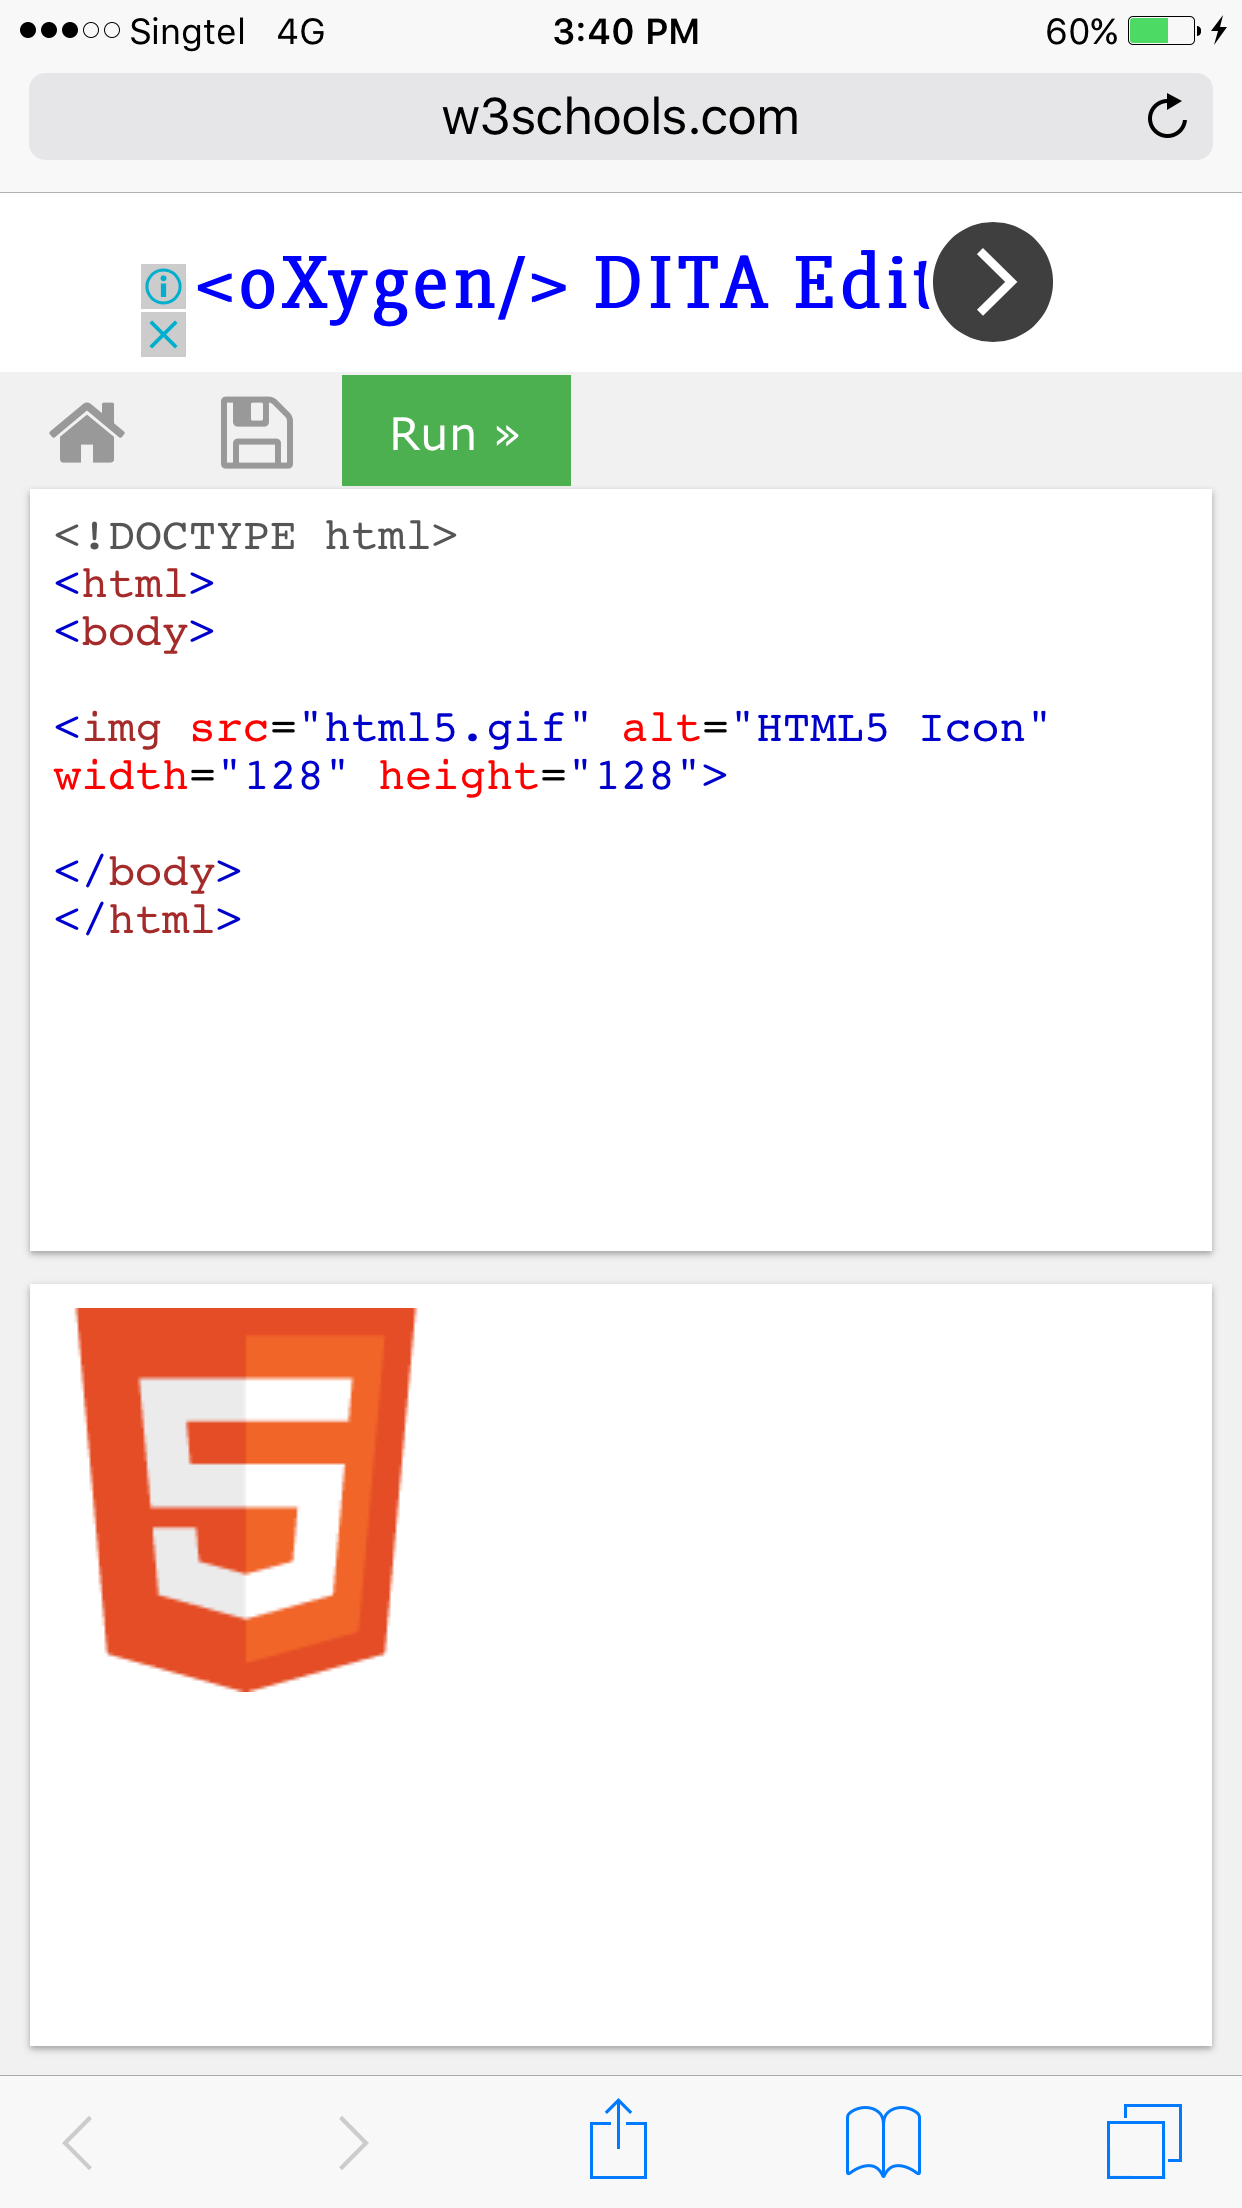 Singtel 4G 3:40 PM 60%
w3schools.com
<oXygen/> DITA Edit
Run »
<!DOCTYPE html>
<html>
<body>
<img src="html5.gif" alt="HTML5 Icon"
width="128" height="128">
</body>
</html>
5